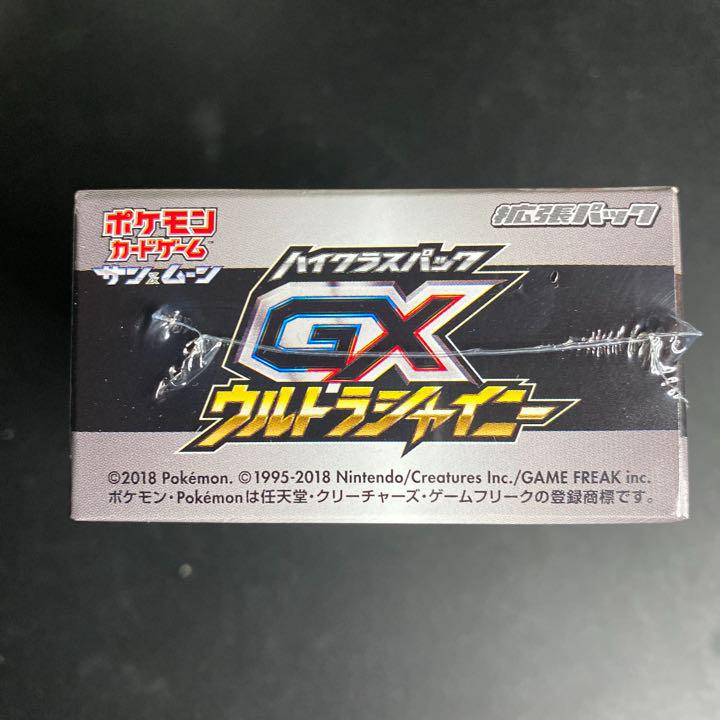 ポケモン
カードゲーム™
サン&ムーン
拡張パック
ハイクラスパック
GX
ウルトラシャイニー
©2018 Pokémon. ©1995-2018 Nintendo/Creatures Inc./GAME FREAK inc.
ポケモン・Pokémonは任天堂・クリーチャーズ・ゲームフリークの登録商標です。